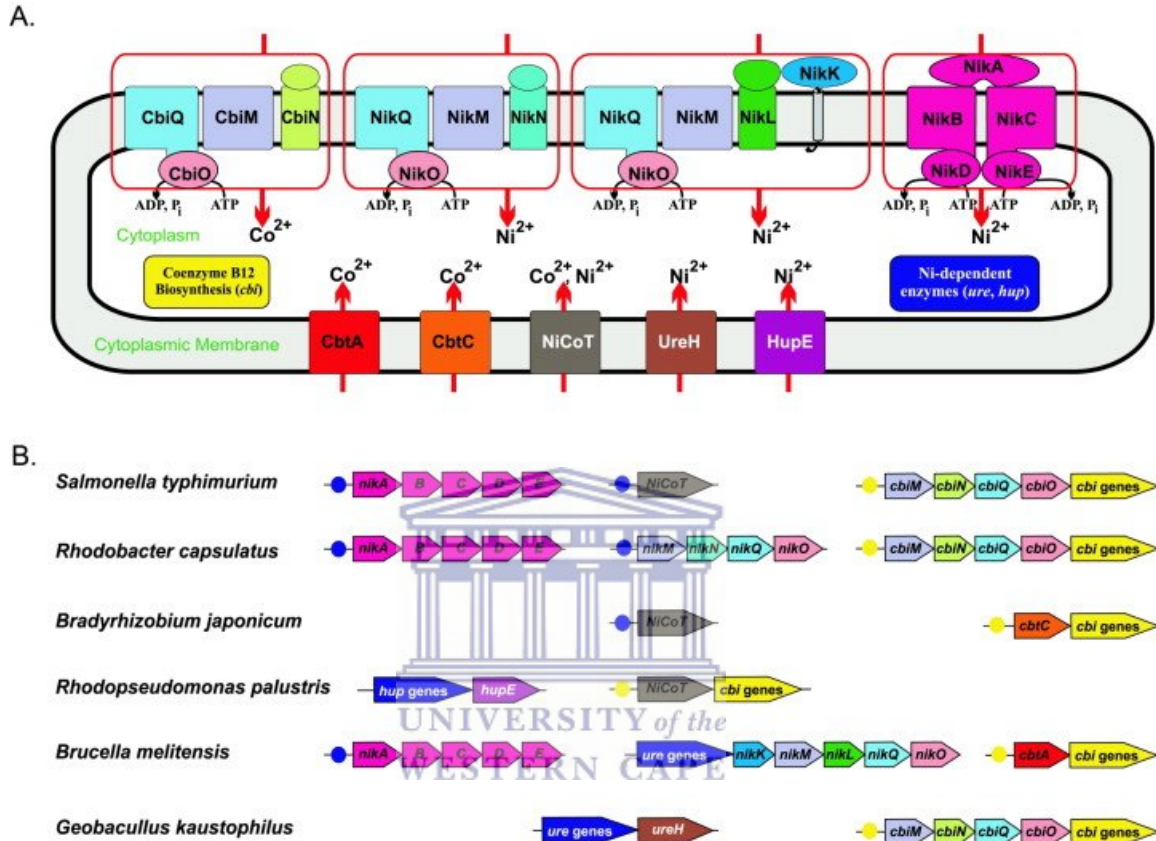 A.
CbiQ CbiM CbiN NikQ NikM NikN NikQ NikM NikL NikK NikA
NikB NikC
CbiO NikO NikO NikD NikE
ADP, Pi ATP ADP, Pi ATP ADP, Pi ATP ADP, Pi ATP ATP ADP, Pi
Cytoplasm Co2+ Ni2+ Ni2+ Ni2+
Coenzyme B12
Biosynthesis (cbi)
Co2+ Co2+ Co2+, Ni2+ Ni2+ Ni2+
Ni-dependent
enzymes (ure, hup)
Cytoplasmic Membrane CbtA CbtC NiCoT UreH HupE
B.
Salmonella typhimurium nikA B C D E NiCoT cbiM cbiN cbiQ cbiO cbi genes
Rhodobacter capsulatus nikA B C D E nikM nikN nikQ nikO cbiM cbiN cbiQ cbiO cbi genes
Bradyrhizobium japonicum NiCoT cbtC cbi genes
Rhodopseudomonas palustris hup genes hupE NiCoT cbi genes
UNIVERSITY of the
Brucella melitensis nikA B C D E ure genes nikK nikM nikL nikQ nikO cbtA cbi genes
WESTERN CAPE
Geobacullus kaustophilus ure genes ureH cbiM cbiN cbiQ cbiO cbi genes